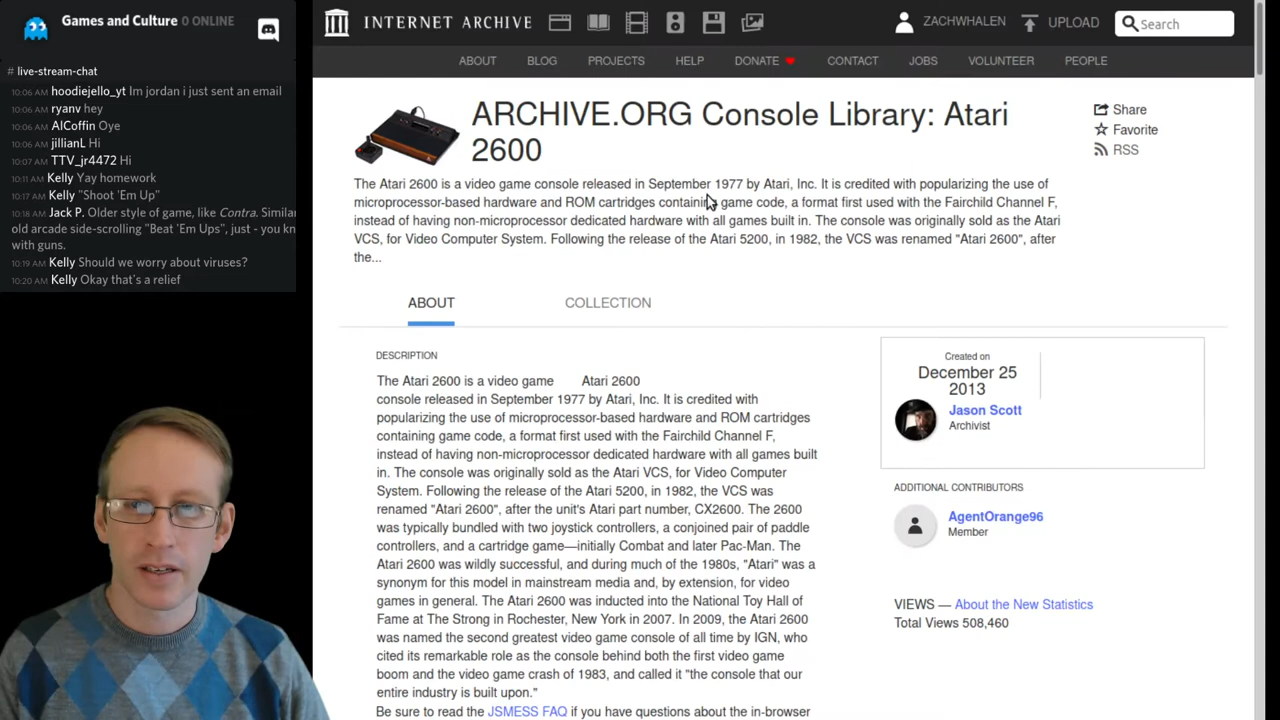 Games and Culture 0 ONLINE
# live-stream-chat
10:06 AM hoodiejello_yt Im jordan i just sent an email
10:06 AM ryanv hey
10:06 AM AlCoffin Oye
10:06 AM jillianL Hi
10:07 AM TTV_jr4472 Hi
10:11 AM Kelly Yay homework
10:17 AM Kelly "Shoot 'Em Up"
10:18 AM Jack P. Older style of game, like Contra. Similar
old arcade side-scrolling "Beat 'Em Ups", just - you kn
with guns.
10:19 AM Kelly Should we worry about viruses?
10:20 AM Kelly Okay that's a relief
INTERNET ARCHIVE
ZACHWHALEN
UPLOAD
Search
ABOUT BLOG PROJECTS HELP DONATE CONTACT JOBS VOLUNTEER PEOPLE
ARCHIVE.ORG Console Library: Atari
2600
Share
Favorite
RSS
The Atari 2600 is a video game console released in September 1977 by Atari, Inc. It is credited with popularizing the use of
microprocessor-based hardware and ROM cartridges containing game code, a format first used with the Fairchild Channel F,
instead of having non-microprocessor dedicated hardware with all games built in. The console was originally sold as the Atari
VCS, for Video Computer System. Following the release of the Atari 5200, in 1982, the VCS was renamed "Atari 2600", after
the...
ABOUT COLLECTION
DESCRIPTION
The Atari 2600 is a video game Atari 2600
console released in September 1977 by Atari, Inc. It is credited with
popularizing the use of microprocessor-based hardware and ROM cartridges
containing game code, a format first used with the Fairchild Channel F,
instead of having non-microprocessor dedicated hardware with all games built
in. The console was originally sold as the Atari VCS, for Video Computer
System. Following the release of the Atari 5200, in 1982, the VCS was
renamed "Atari 2600", after the unit's Atari part number, CX2600. The 2600
was typically bundled with two joystick controllers, a conjoined pair of paddle
controllers, and a cartridge game—initially Combat and later Pac-Man. The
Atari 2600 was wildly successful, and during much of the 1980s, "Atari" was a
synonym for this model in mainstream media and, by extension, for video
games in general. The Atari 2600 was inducted into the National Toy Hall of
Fame at The Strong in Rochester, New York in 2007. In 2009, the Atari 2600
was named the second greatest video game console of all time by IGN, who
cited its remarkable role as the console behind both the first video game
boom and the video game crash of 1983, and called it "the console that our
entire industry is built upon."
Be sure to read the JSMESS FAQ if you have questions about the in-browser
Created on
December 25
2013
Jason Scott
Archivist
ADDITIONAL CONTRIBUTORS
AgentOrange96
Member
VIEWS — About the New Statistics
Total Views 508,460